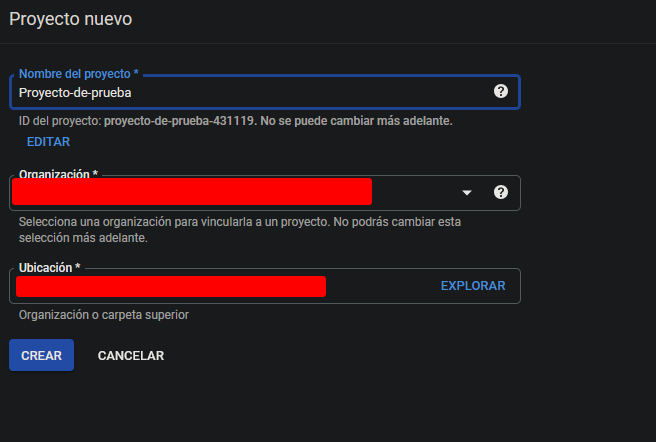 Proyecto nuevo
Nombre del proyecto *
Proyecto-de-prueba
ID del proyecto: proyecto-de-prueba-431119. No se puede cambiar más adelante.
EDITAR
Organización *
Selecciona una organización para vincularla a un proyecto. No podrás cambiar esta
selección más adelante.
Ubicación *
EXPLORAR
Organización o carpeta superior
CREAR CANCELAR